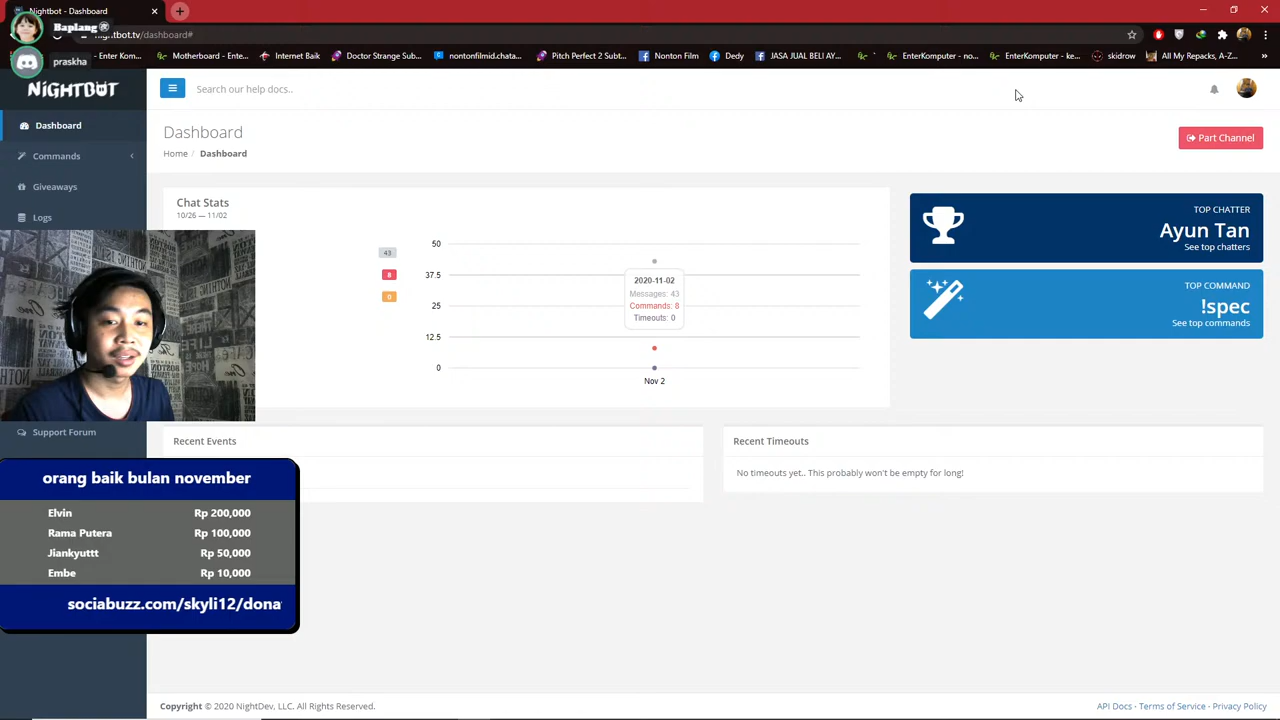 Nightbot - Dashboard
Baplang
nightbot.tv/dashboard#
praskha
Enter Kom...
Motherboard - Ente...
Internet Baik
Doctor Strange Sub...
nontonfilmid.chata...
Pitch Perfect 2 Subt...
Nonton Film
Dedy
JASA JUAL BELI AY...
EnterKomputer - no...
EnterKomputer - ke...
skidrow
All My Repacks, A-Z...
NIGHTBOT
Search our help docs..
Dashboard
Commands
Giveaways
Logs
Support Forum
Dashboard
Home / Dashboard
Part Channel
Chat Stats
10/26 — 11/02
43
8
0
50
37.5
25
12.5
0
2020-11-02
Messages: 43
Commands: 8
Timeouts: 0
Nov 2
TOP CHATTER
Ayun Tan
See top chatters
TOP COMMAND
!spec
See top commands
Recent Events
Recent Timeouts
No timeouts yet.. This probably won't be empty for long!
orang baik bulan november
Elvin Rp 200,000
Rama Putera Rp 100,000
Jiankyuttt Rp 50,000
Embe Rp 10,000
sociabuzz.com/skyli12/dona
Copyright © 2020 NightDev, LLC. All Rights Reserved.
API Docs · Terms of Service · Privacy Policy